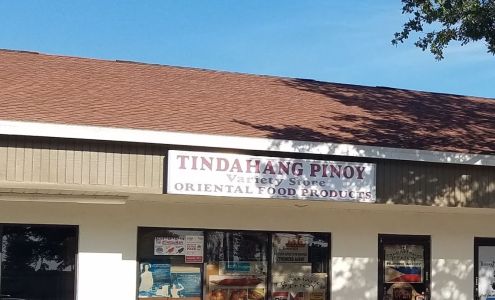 TINDAHANG PINOY
Variety Store
ORIENTAL FOOD PRODUCTS